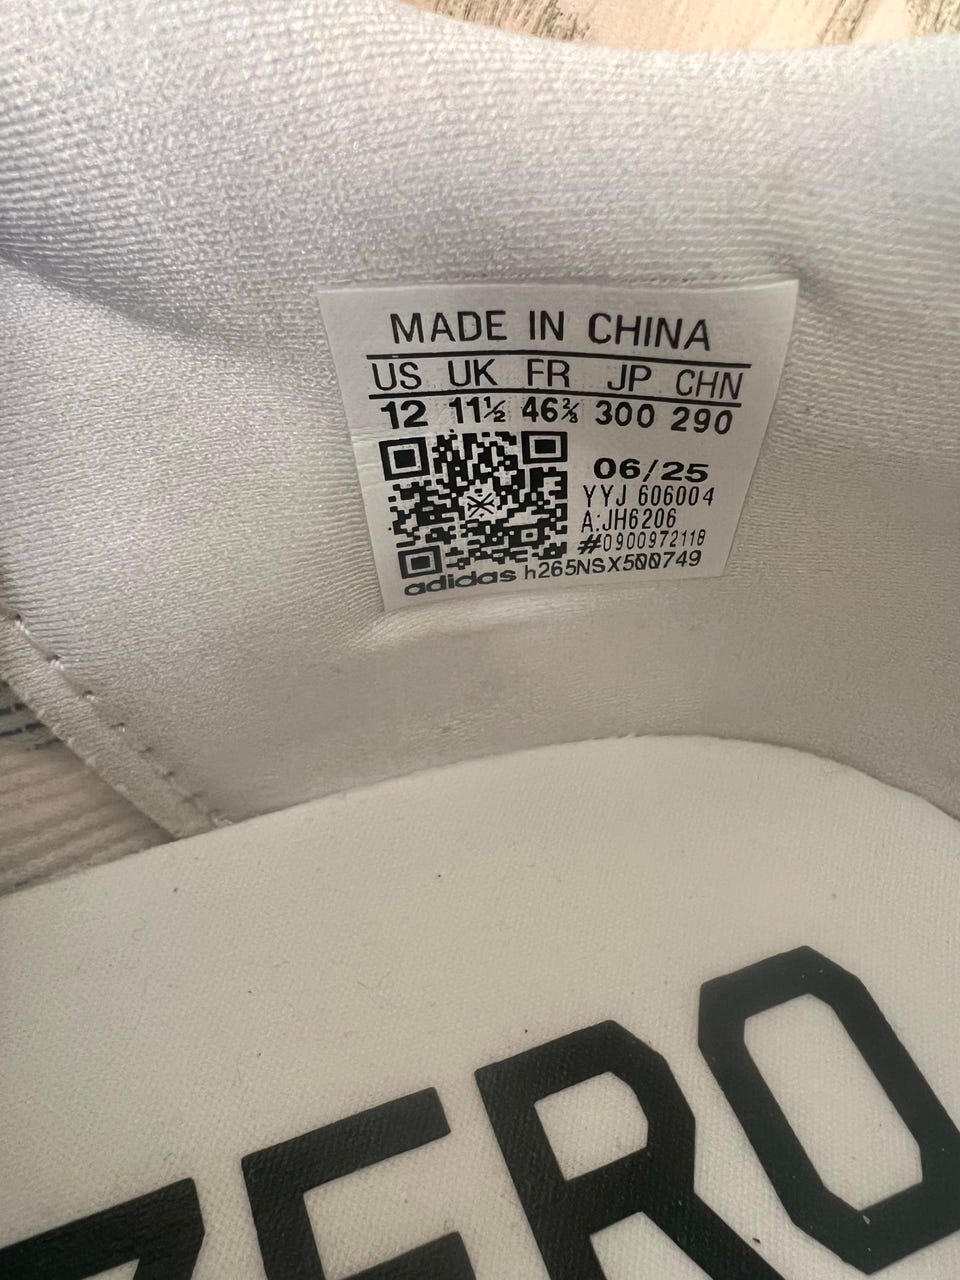 MADE IN CHINA
US UK FR JP CHN
12 11½ 46⅔ 300 290
06/25
YYJ 606004
A:JH6206
#0900972118
adidas h265NSX500749
ZERO